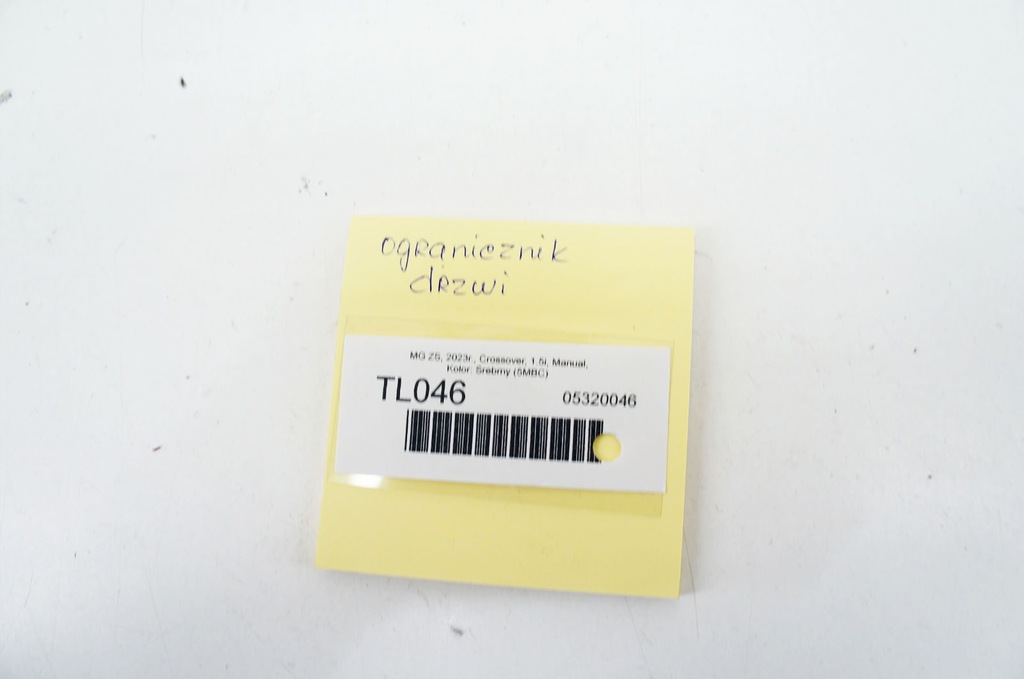 ogranicznik
drzwi
MG ZS, 2023r., Crossover, 1.5i, Manual,
Kolor: Srebrny (SMBC)
TL046 05320046